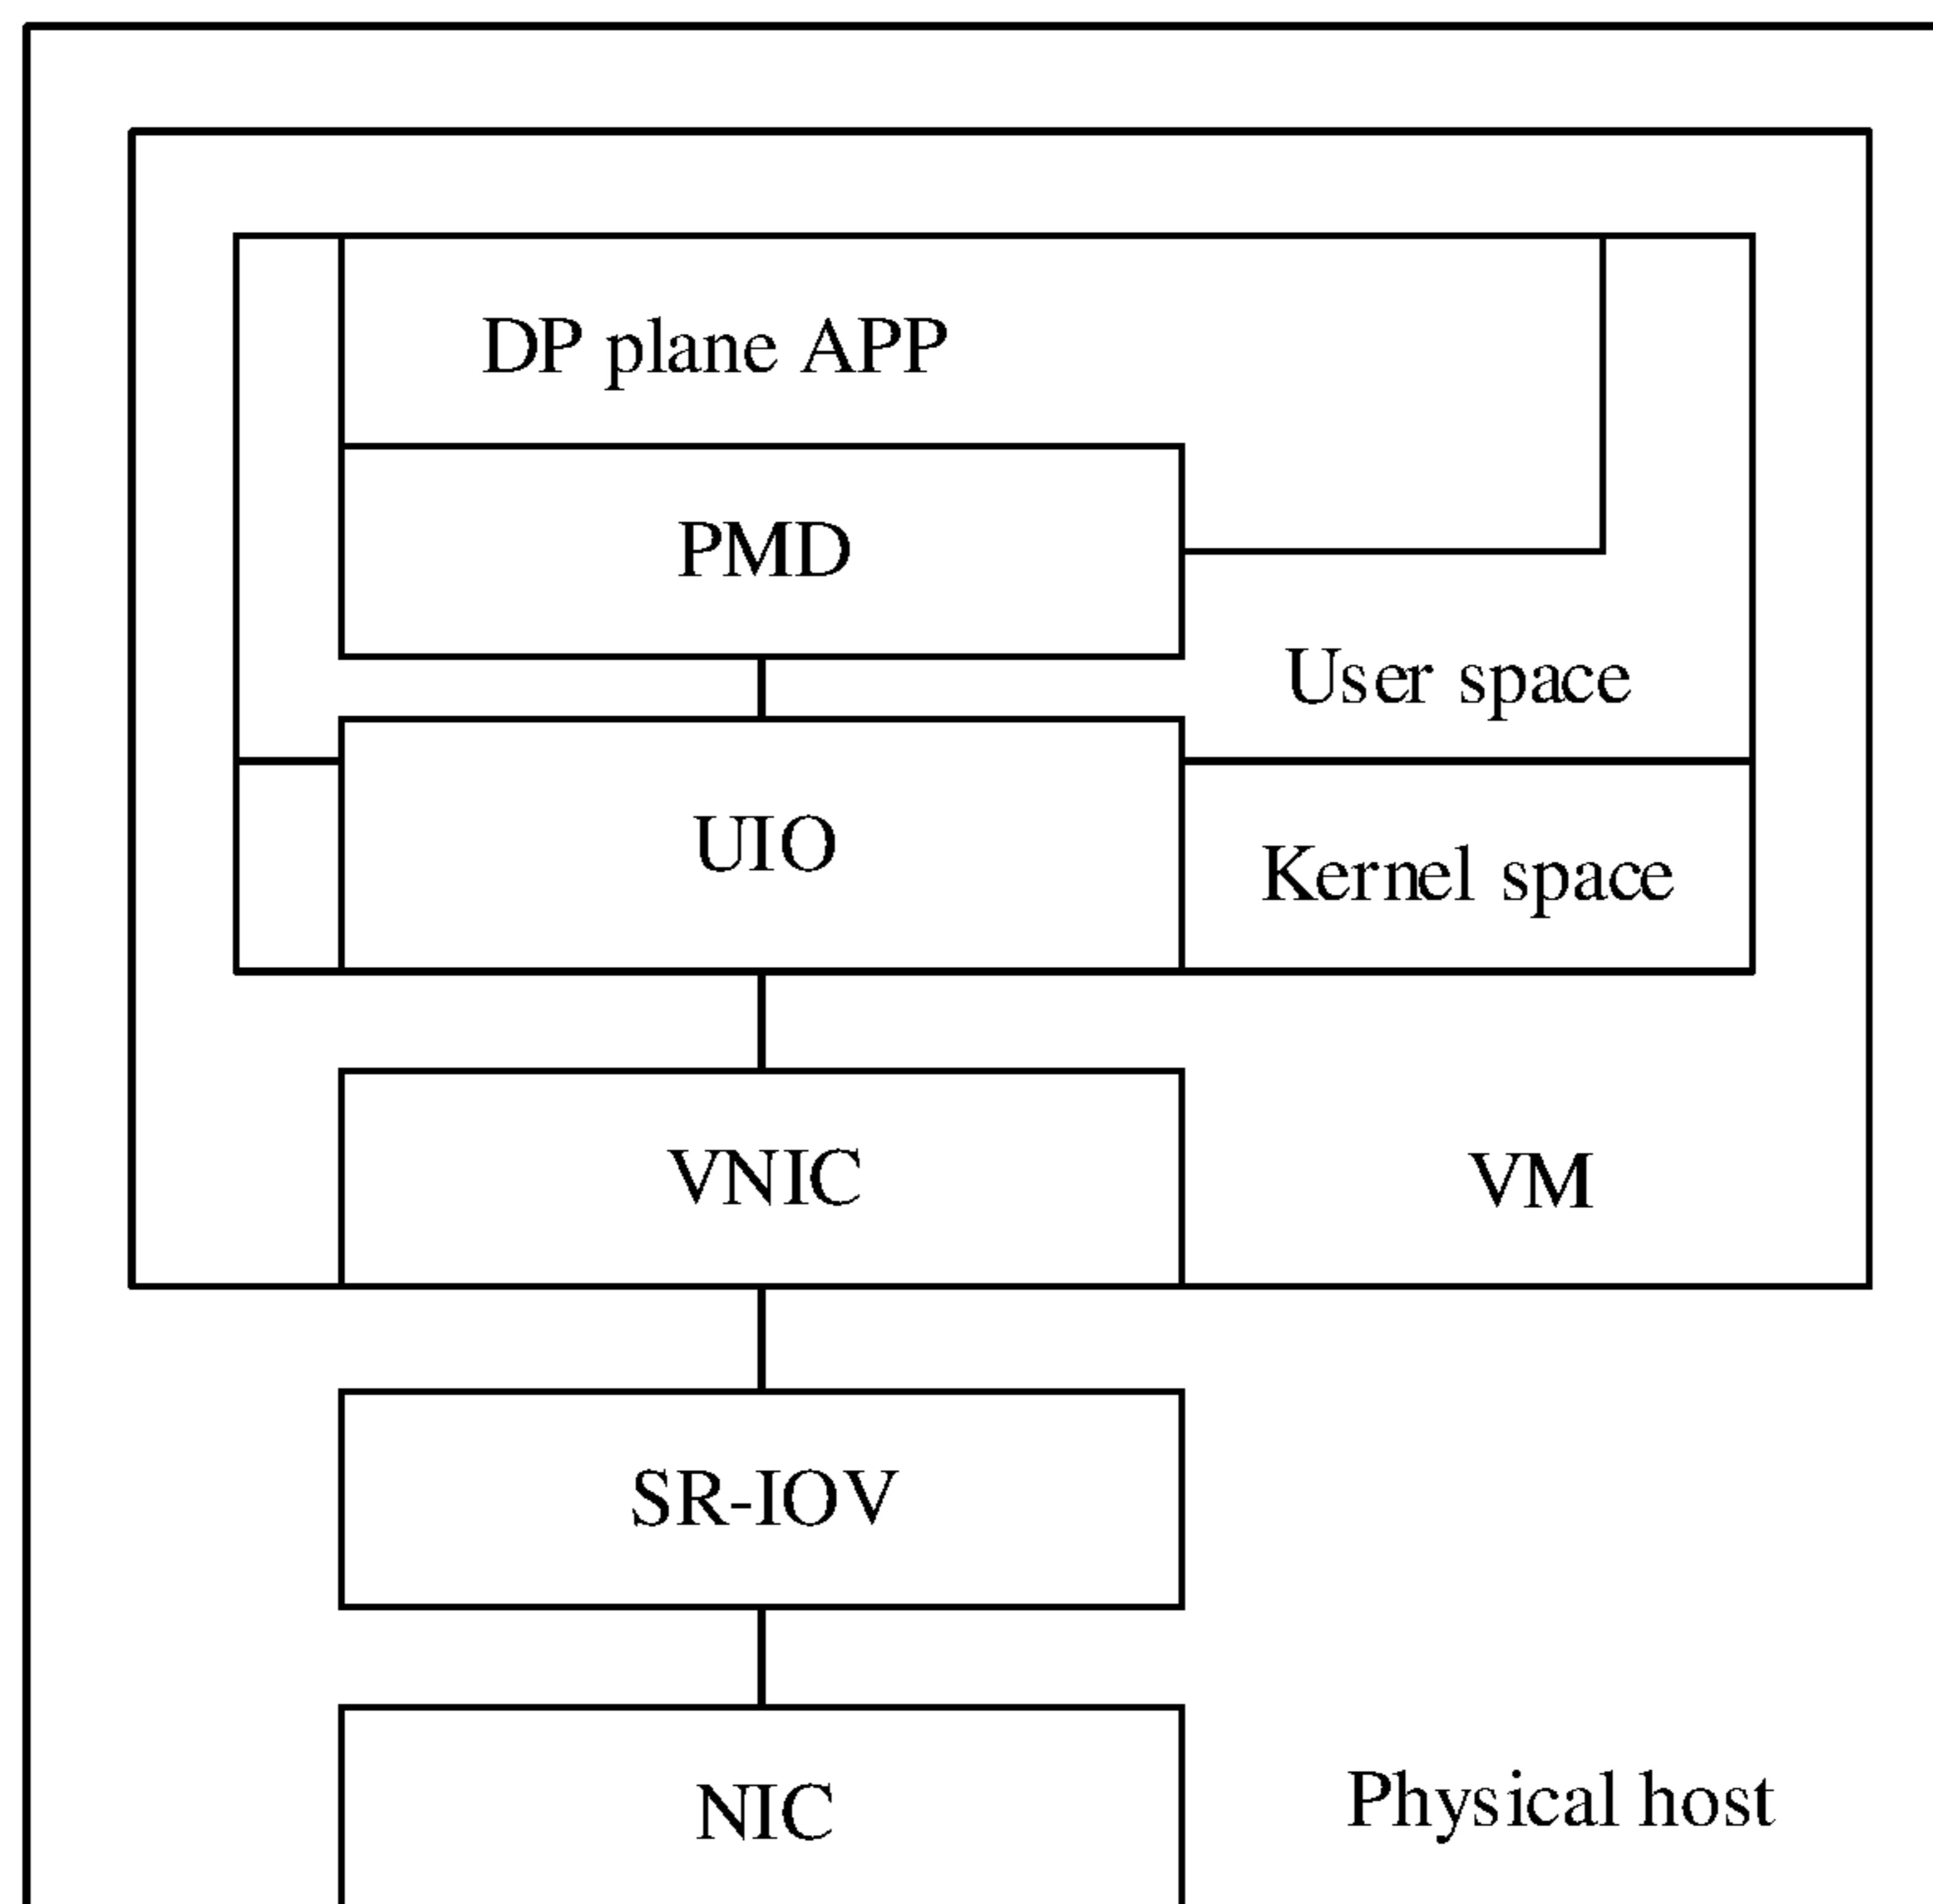 DP plane APP
PMD
User space
UIO
Kernel space
VNIC
VM
SR-IOV
NIC
Physical host